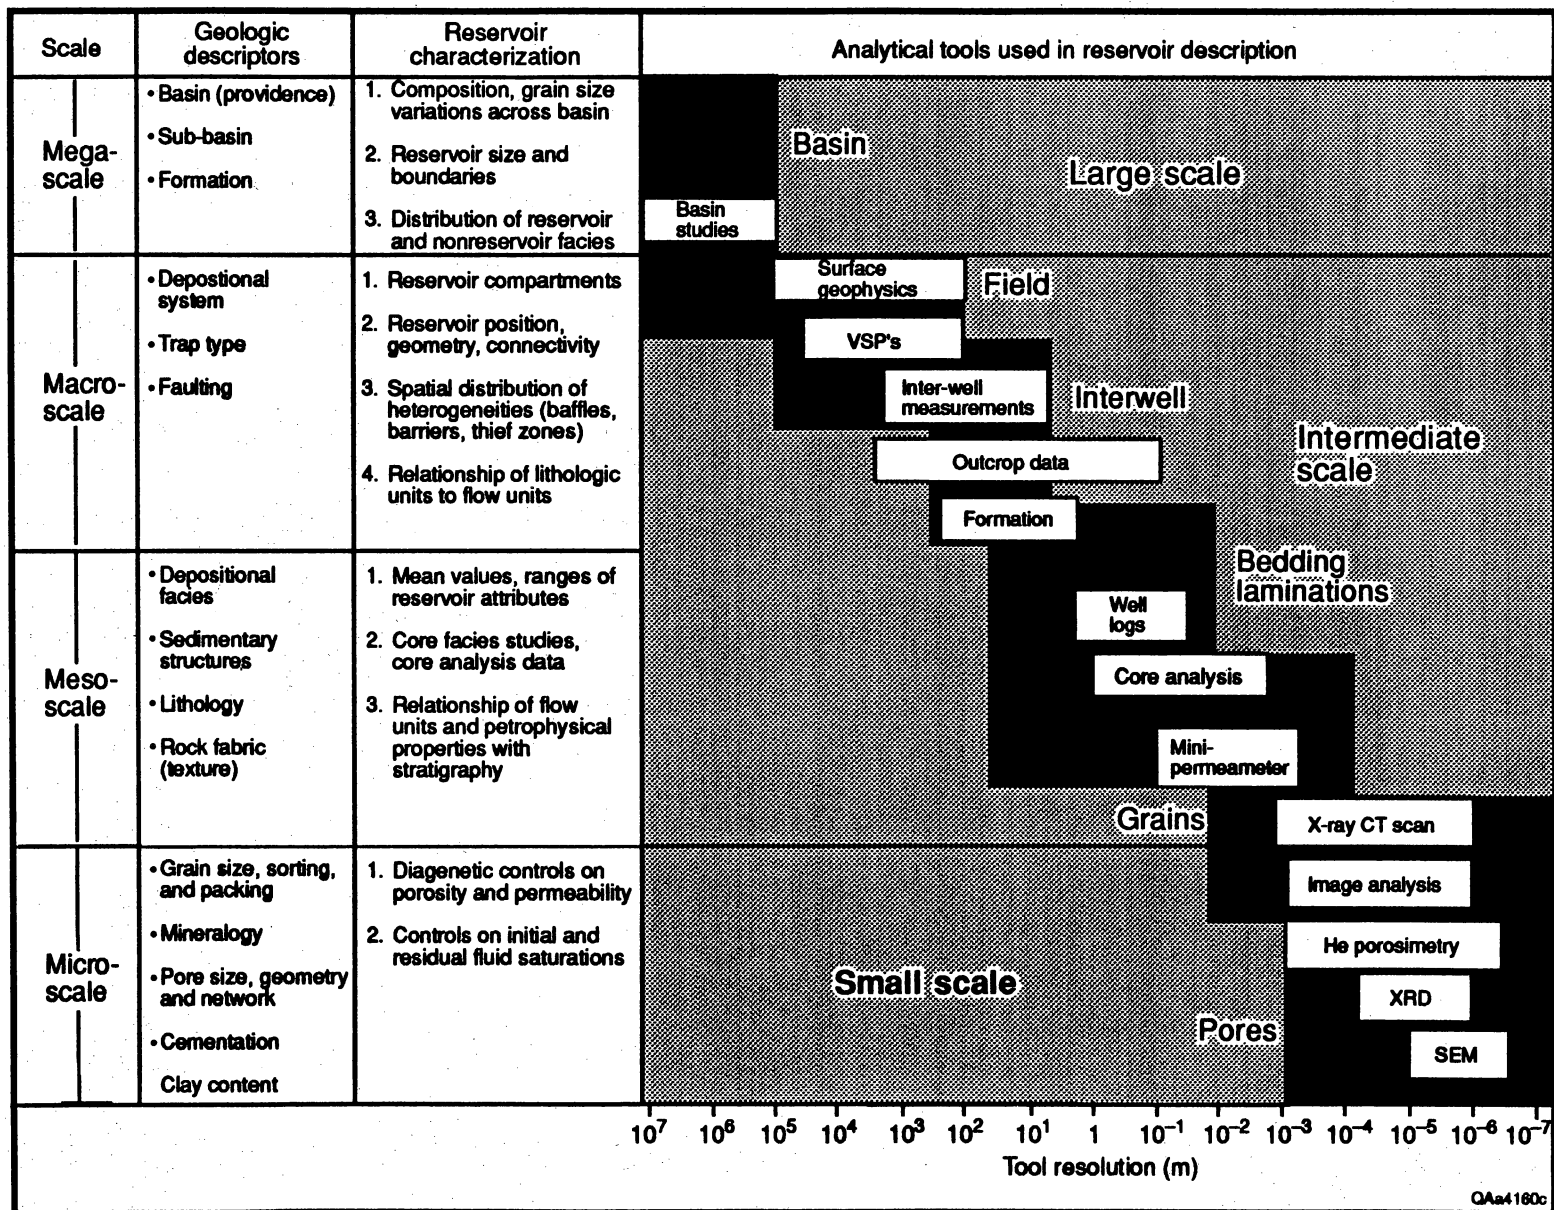 Scale
Geologic
descriptors
Reservoir
characterization
Analytical tools used in reservoir description
Mega-
scale
• Basin (providence)
• Sub-basin
• Formation
1. Composition, grain size
variations across basin
2. Reservoir size and
boundaries
3. Distribution of reservoir
and nonreservoir facies
Basin
Large scale
Basin
studies
Macro-
scale
• Depostional
system
• Trap type
• Faulting
1. Reservoir compartments
2. Reservoir position,
geometry, connectivity
3. Spatial distribution of
heterogeneities (baffles,
barriers, thief zones)
4. Relationship of lithologic
units to flow units
Surface
geophysics
Field
VSP's
Inter-well
measurements
Interwell
Outcrop data
Intermediate
scale
Formation
Meso-
scale
• Depositional
facies
• Sedimentary
structures
• Lithology
• Rock fabric
(texture)
1. Mean values, ranges of
reservoir attributes
2. Core facies studies,
core analysis data
3. Relationship of flow
units and petrophysical
properties with
stratigraphy
Bedding
laminations
Well
logs
Core analysis
Mini-
permeameter
Grains
X-ray CT scan
Micro-
scale
• Grain size, sorting,
and packing
• Mineralogy
• Pore size, geometry
and network
• Cementation
Clay content
1. Diagenetic controls on
porosity and permeability
2. Controls on initial and
residual fluid saturations
Image analysis
He porosimetry
Small scale
XRD
Pores
SEM
10⁷ 10⁶ 10⁵ 10⁴ 10³ 10² 10¹ 1 10⁻¹ 10⁻² 10⁻³ 10⁻⁴ 10⁻⁵ 10⁻⁶ 10⁻⁷
Tool resolution (m)
QAa4160c